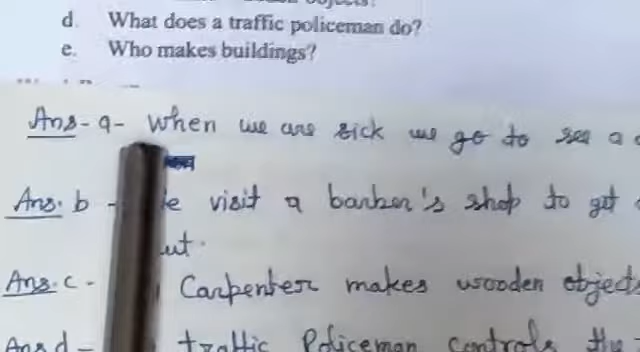 d. What does a traffic policeman do?
e. Who makes buildings?
Ans- a- When we are sick we go to see a
Ans. b - visit a barber's shop to get
Ans. c - Carpenter makes wooden objects
Ans d - traffic Policeman controls the